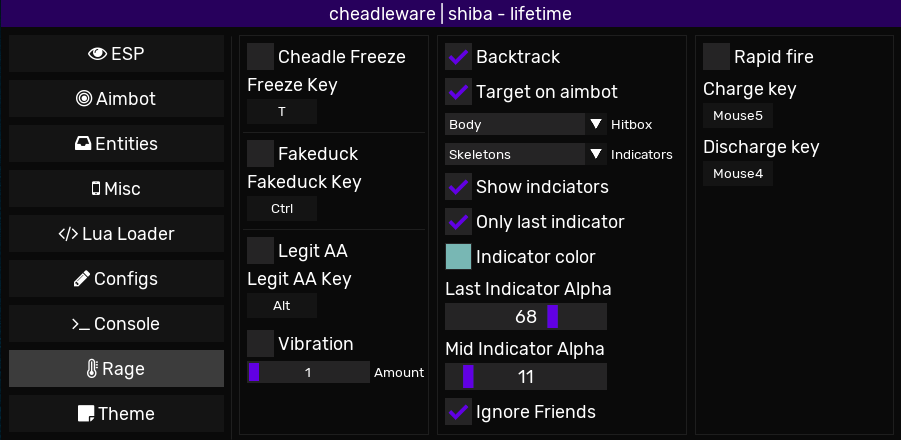 cheadleware | shiba - lifetime
ESP
Aimbot
Entities
Misc
Lua Loader
Configs
Console
Rage
Theme
Cheadle Freeze
Freeze Key
T
Fakeduck
Fakeduck Key
Ctrl
Legit AA
Legit AA Key
Alt
Vibration
1 Amount
Backtrack
Target on aimbot
Body Hitbox
Skeletons Indicators
Show indciators
Only last indicator
Indicator color
Last Indicator Alpha
68
Mid Indicator Alpha
11
Ignore Friends
Rapid fire
Charge key
Mouse5
Discharge key
Mouse4